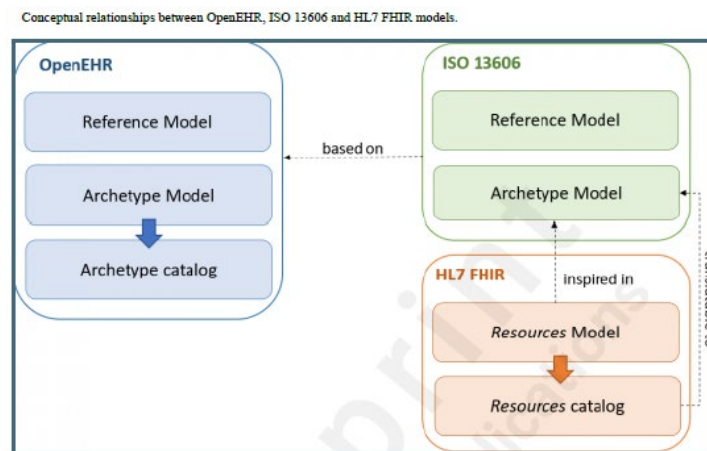 Conceptual relationships between OpenEHR, ISO 13606 and HL7 FHIR models.
OpenEHR
Reference Model
Archetype Model
Archetype catalog
based on
ISO 13606
Reference Model
Archetype Model
inspired in
HL7 FHIR
Resources Model
Resources catalog
print